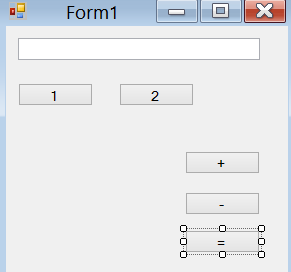 Form1
1 2
+
-
=